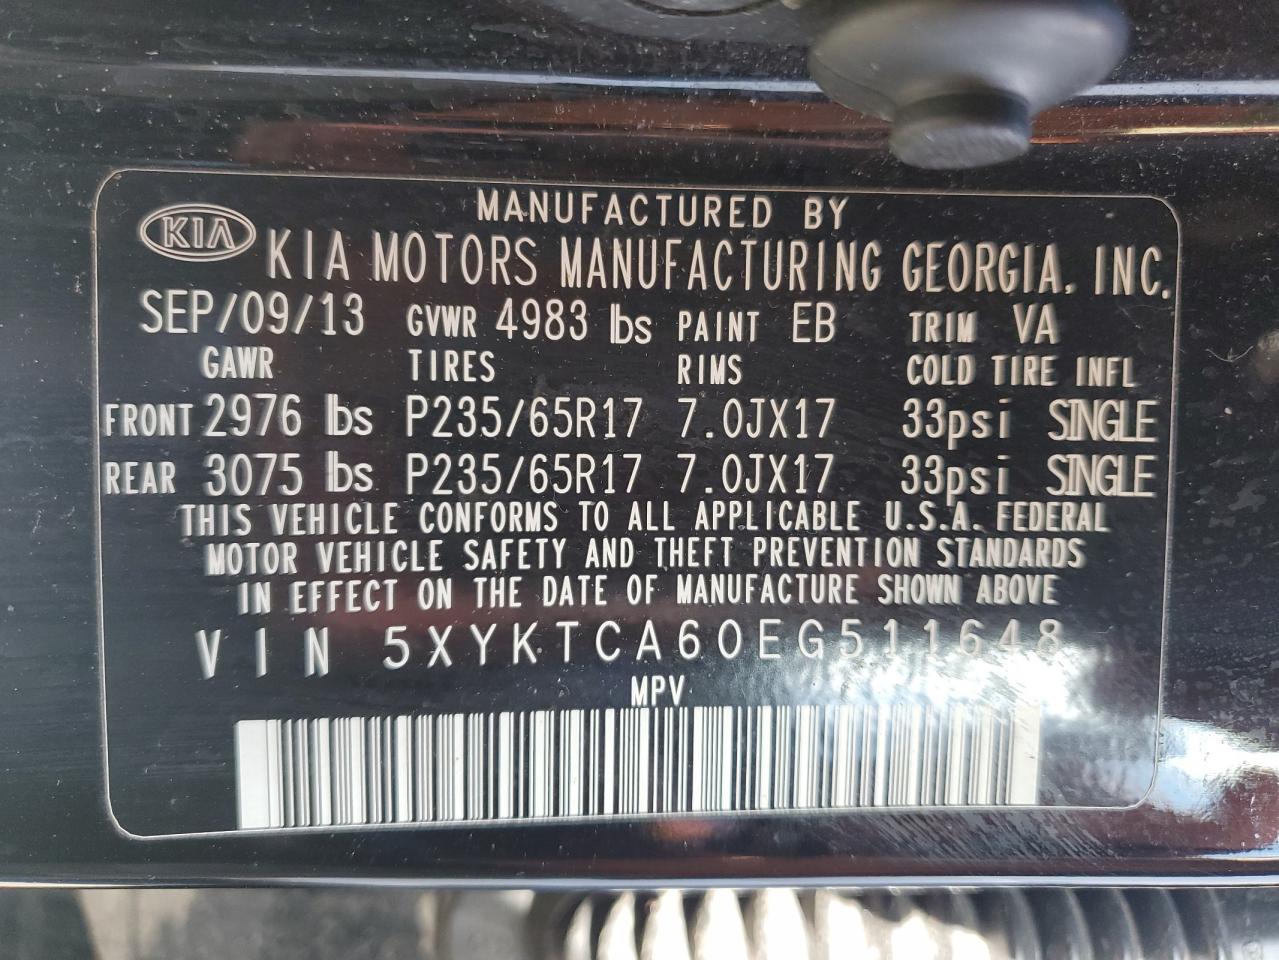 MANUFACTURED BY
KIA KIA MOTORS MANUFACTURING GEORGIA, INC.
SEP/09/13 GVWR 4983 lbs PAINT EB TRIM VA
GAWR TIRES RIMS COLD TIRE INFL
FRONT 2976 lbs P235/65R17 7.0JX17 33psi SINGLE
REAR 3075 lbs P235/65R17 7.0JX17 33psi SINGLE
THIS VEHICLE CONFORMS TO ALL APPLICABLE U.S.A. FEDERAL
MOTOR VEHICLE SAFETY AND THEFT PREVENTION STANDARDS
IN EFFECT ON THE DATE OF MANUFACTURE SHOWN ABOVE
VIN 5XYKTCA60EG511648
MPV